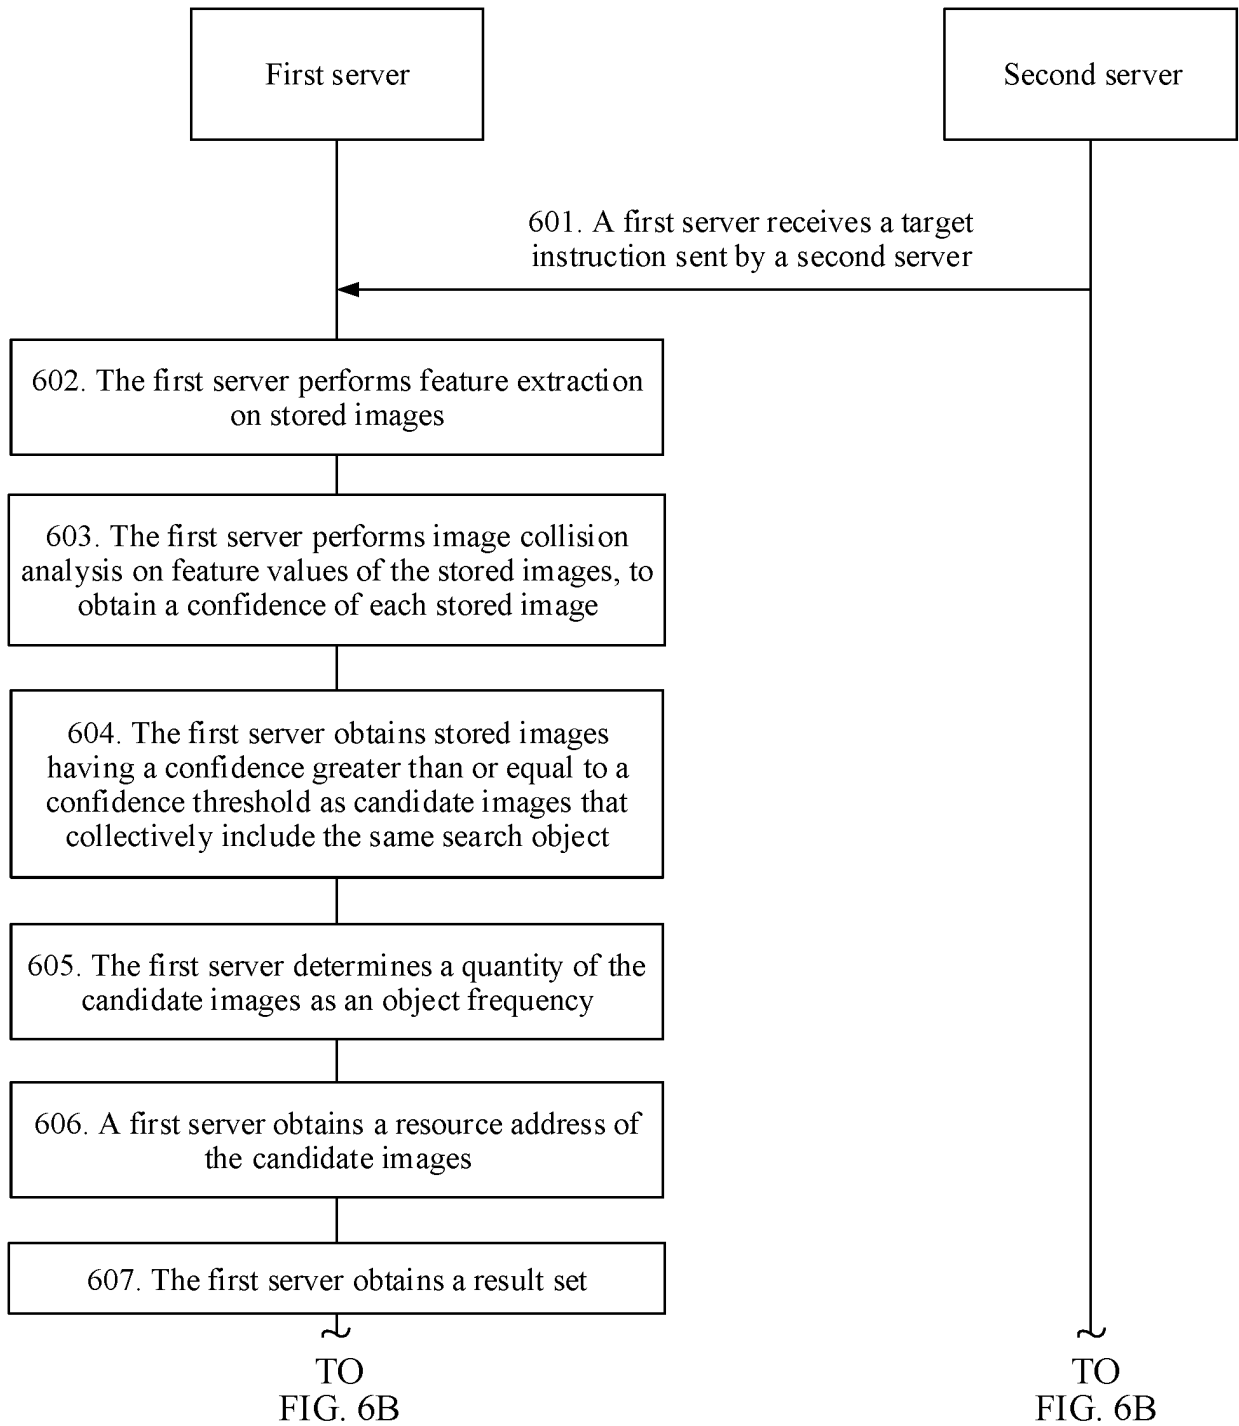 First server
Second server
601. A first server receives a target
instruction sent by a second server
602. The first server performs feature extraction
on stored images
603. The first server performs image collision
analysis on feature values of the stored images, to
obtain a confidence of each stored image
604. The first server obtains stored images
having a confidence greater than or equal to a
confidence threshold as candidate images that
collectively include the same search object
605. The first server determines a quantity of the
candidate images as an object frequency
606. A first server obtains a resource address of
the candidate images
607. The first server obtains a result set
TO
FIG. 6B
TO
FIG. 6B